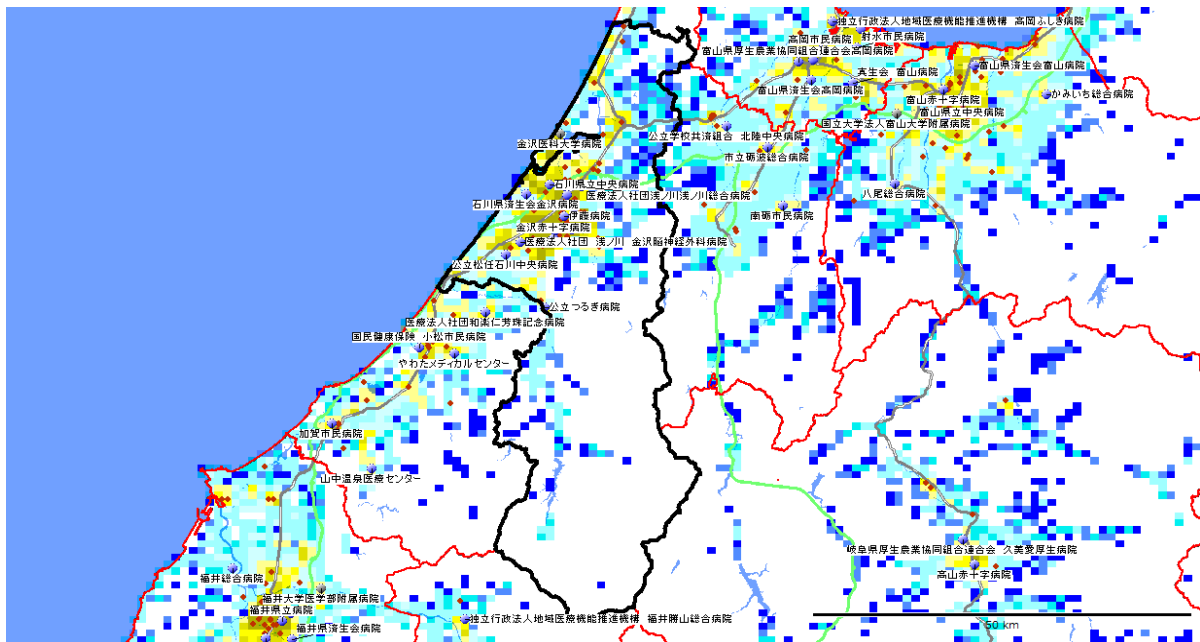 独立行政法人地域医療機能推進機構 高岡ふしき病院
高岡市民病院
射水市民病院
富山県厚生農業協同組合連合会高岡病院
富山県済生会富山病院
真生会 富山病院
富山県済生会高岡病院
かみいち総合病院
富山赤十字病院
富山県立中央病院
国立大学法人富山大学附属病院
公立学校共済組合 北陸中央病院
金沢医科大学病院
市立砺波総合病院
石川県立中央病院
八尾総合病院
医療法人社団浅ノ川浅ノ川総合病院
石川県済生会金沢病院
南砺市民病院
伊藤病院
金沢赤十字病院
医療法人社団 浅ノ川 金沢脳神経外科病院
公立松任石川中央病院
公立つるぎ病院
医療法人社団和楽仁芳珠記念病院
国民健康保険 小松市民病院
やわたメディカルセンター
加賀市民病院
山中温泉医療センター
岐阜県厚生農業協同組合連合会 久美愛厚生病院
高山赤十字病院
福井総合病院
福井大学医学部附属病院
福井県立病院
独立行政法人地域医療機能推進機構 福井勝山総合病院
福井県済生会病院
50 km